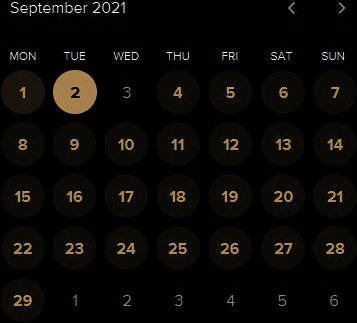 September 2021 < >
MON TUE WED THU FRI SAT SUN
1 2 3 4 5 6 7
8 9 10 11 12 13 14
15 16 17 18 19 20 21
22 23 24 25 26 27 28
29 1 2 3 4 5 6